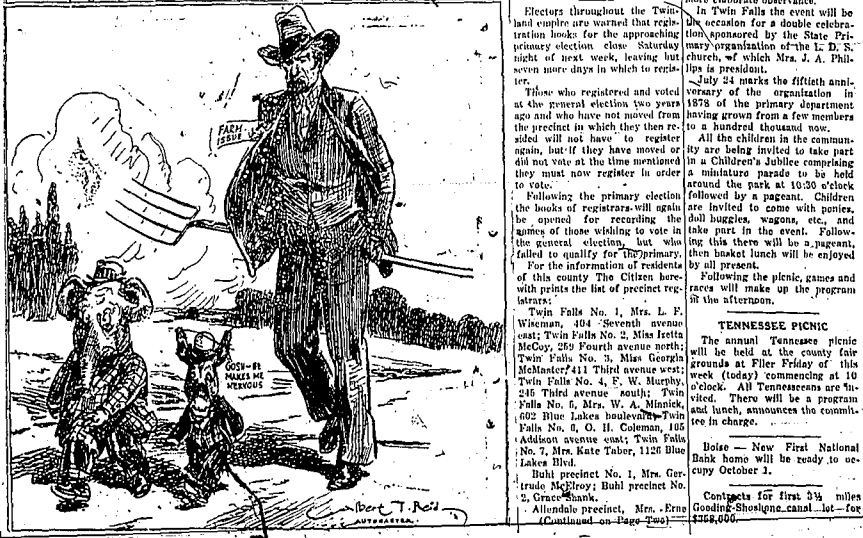 FARM
ISSUE
GOSH—HE
MAKES ME
NERVOUS
Albert T. Reid
AUTOCASTER
Electors throughout the Twin-
land empire are warned that regis-
tration books for the approaching
primary election close Saturday
night of next week, leaving but
seven more days in which to regis-
ter.
Those who registered and voted
at the general election two years
ago and who have not moved from
the precinct in which they then re-
sided will not have to register
again, but if they have moved or
did not vote at the time mentioned
they must now register in order
to vote.
Following the primary election
the books of registrars will again
be opened for recording the
names of those wishing to vote in
the general election, but who
failed to qualify for the primary.
For the information of residents
of this county The Citizen here-
with prints the list of precinct reg-
istrars:
Twin Falls No. 1, Mrs. L. F.
Wiseman, 404 Seventh avenue
east; Twin Falls No. 2, Miss Isetta
McCoy, 259 Fourth avenue north;
Twin Falls No. 3, Miss Georgia
McMaster, 411 Third avenue west;
Twin Falls No. 4, F. W. Murphy,
245 Third avenue south; Twin
Falls No. 5, Mrs. W. A. Minnick,
602 Blue Lakes boulevard; Twin
Falls No. 6, O. H. Coleman, 105
Addison avenue east; Twin Falls
No. 7, Mrs. Kate Taber, 1126 Blue
Lakes Blvd.
Buhl precinct No. 1, Mrs. Ger-
trude McElroy; Buhl precinct No.
2, Grace Shank.
Allendale precinct, Mrs. Erne
(Continued on Page Two)
more elaborate observance.
In Twin Falls the event will be
the occasion for a double celebra-
tion sponsored by the State Pri-
mary organization of the L. D. S.
church, of which Mrs. J. A. Phil-
lips is president.
July 24 marks the fiftieth anni-
versary of the organization in
1878 of the primary department
having grown from a few members
to a hundred thousand now.
All the children in the commun-
ity are being invited to take part
in a Children's Jubilee comprising
a miniature parade to be held
around the park at 10:30 o'clock
followed by a pageant. Children
are invited to come with ponies,
doll buggies, wagons, etc., and
take part in the event. Follow-
ing this there will be a pageant,
then basket lunch will be enjoyed
by all present.
Following the picnic, games and
races will make up the program
in the afternoon.
TENNESSEE PICNIC
The annual Tennessee picnic
will be held at the county fair
grounds at Filer Friday of this
week (today) commencing at 10
o'clock. All Tennesseeans are in-
vited. There will be a program
and lunch, announces the commit-
tee in charge.
Boise — New First National
Bank home will be ready to oc-
cupy October 1.
Contracts for first 3½ miles
Gooding-Shoshone canal lot for
$368,000.